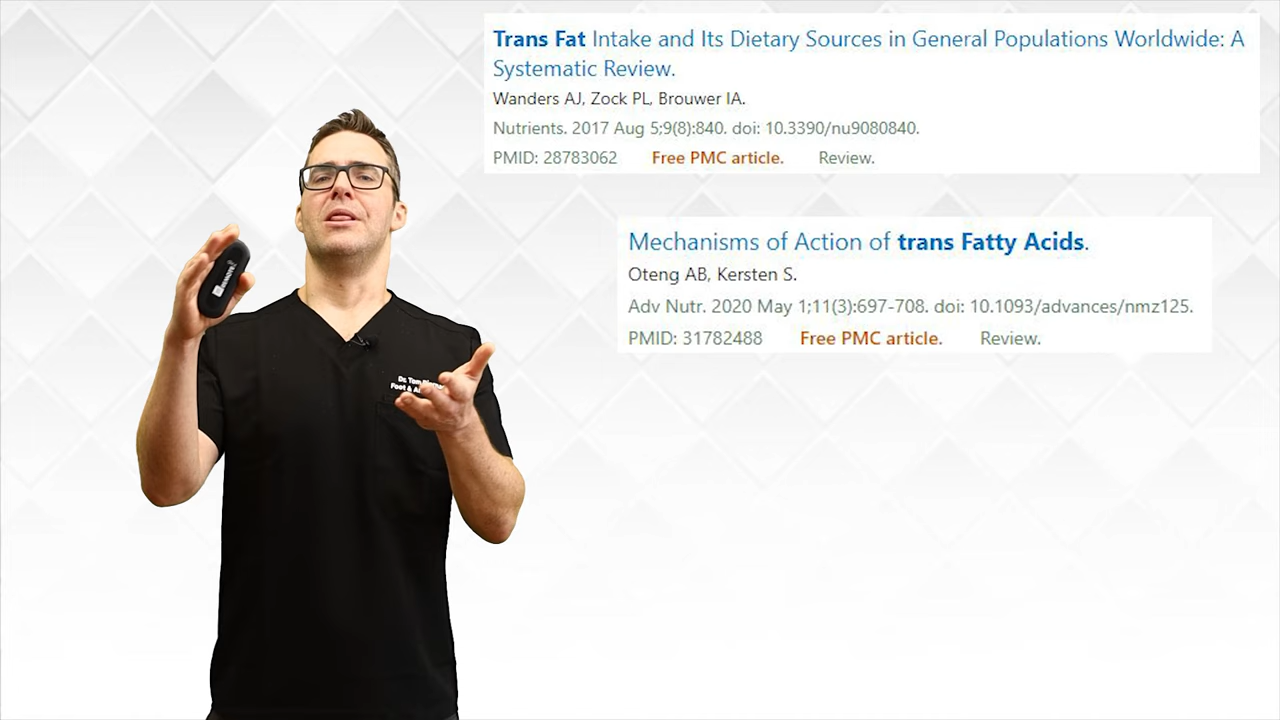 Trans Fat Intake and Its Dietary Sources in General Populations Worldwide: A
Systematic Review.
Wanders AJ, Zock PL, Brouwer IA.
Nutrients. 2017 Aug 5;9(8):840. doi: 10.3390/nu9080840.
PMID: 28783062 Free PMC article. Review.
Mechanisms of Action of trans Fatty Acids.
Oteng AB, Kersten S.
Adv Nutr. 2020 May 1;11(3):697-708. doi: 10.1093/advances/nmz125.
PMID: 31782488 Free PMC article. Review.
Dr. Tom
Foot &